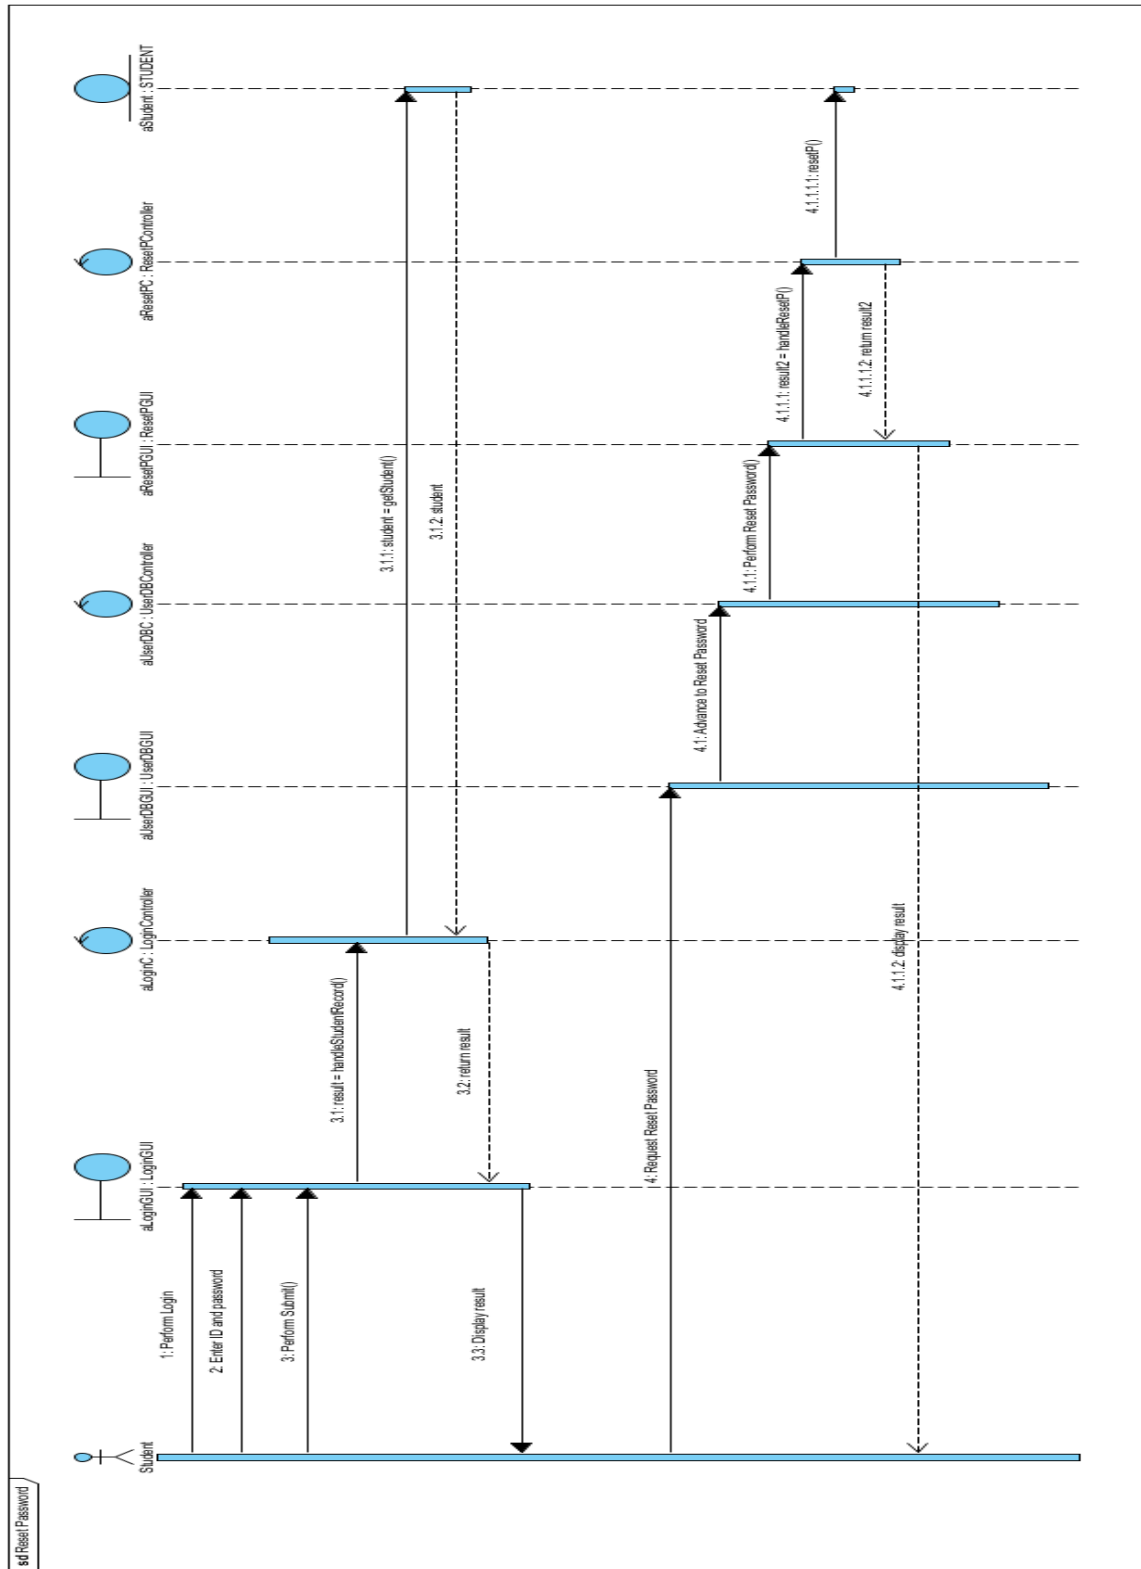 sd Reset Password
Student
aLoginGUI : LoginGUI
aLoginC : LoginController
aUserDBGUI : UserDBGUI
aUserDBC : UserDBController
aResetPGUI : ResetPGUI
aResetPC : ResetPController
aStudent : STUDENT
1: Perform Login
2: Enter ID and password
3: Perform Submit()
3.1: result = handleStudentRecord()
3.1.1: student = getStudent()
3.1.2: student
3.2: return result
3.3: Display result
4: Request Reset Password
4.1: Advance to Reset Password
4.1.1: Perform Reset Password()
4.1.1.1: result2 = handleResetP()
4.1.1.1.1: resetP()
4.1.1.1.2: return result2
4.1.1.2: display result